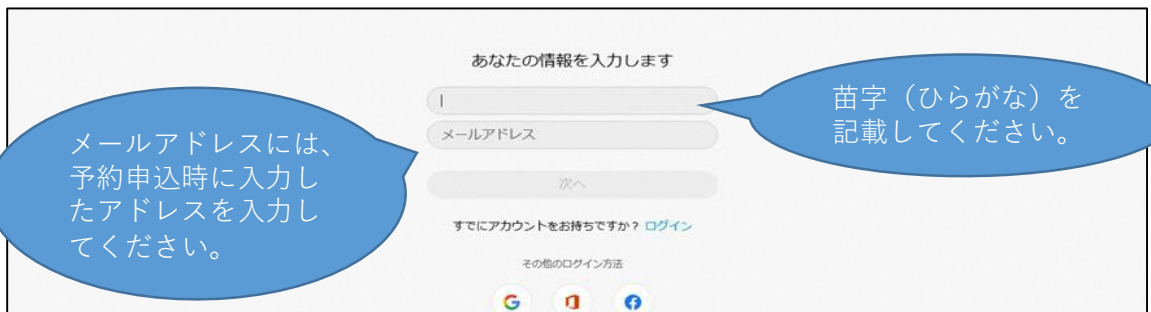 あなたの情報を入力します
苗字（ひらがな）を
記載してください。
メールアドレス
メールアドレスには、
予約申込時に入力し
たアドレスを入力し
てください。
次へ
すでにアカウントをお持ちですか？ ログイン
その他のログイン方法